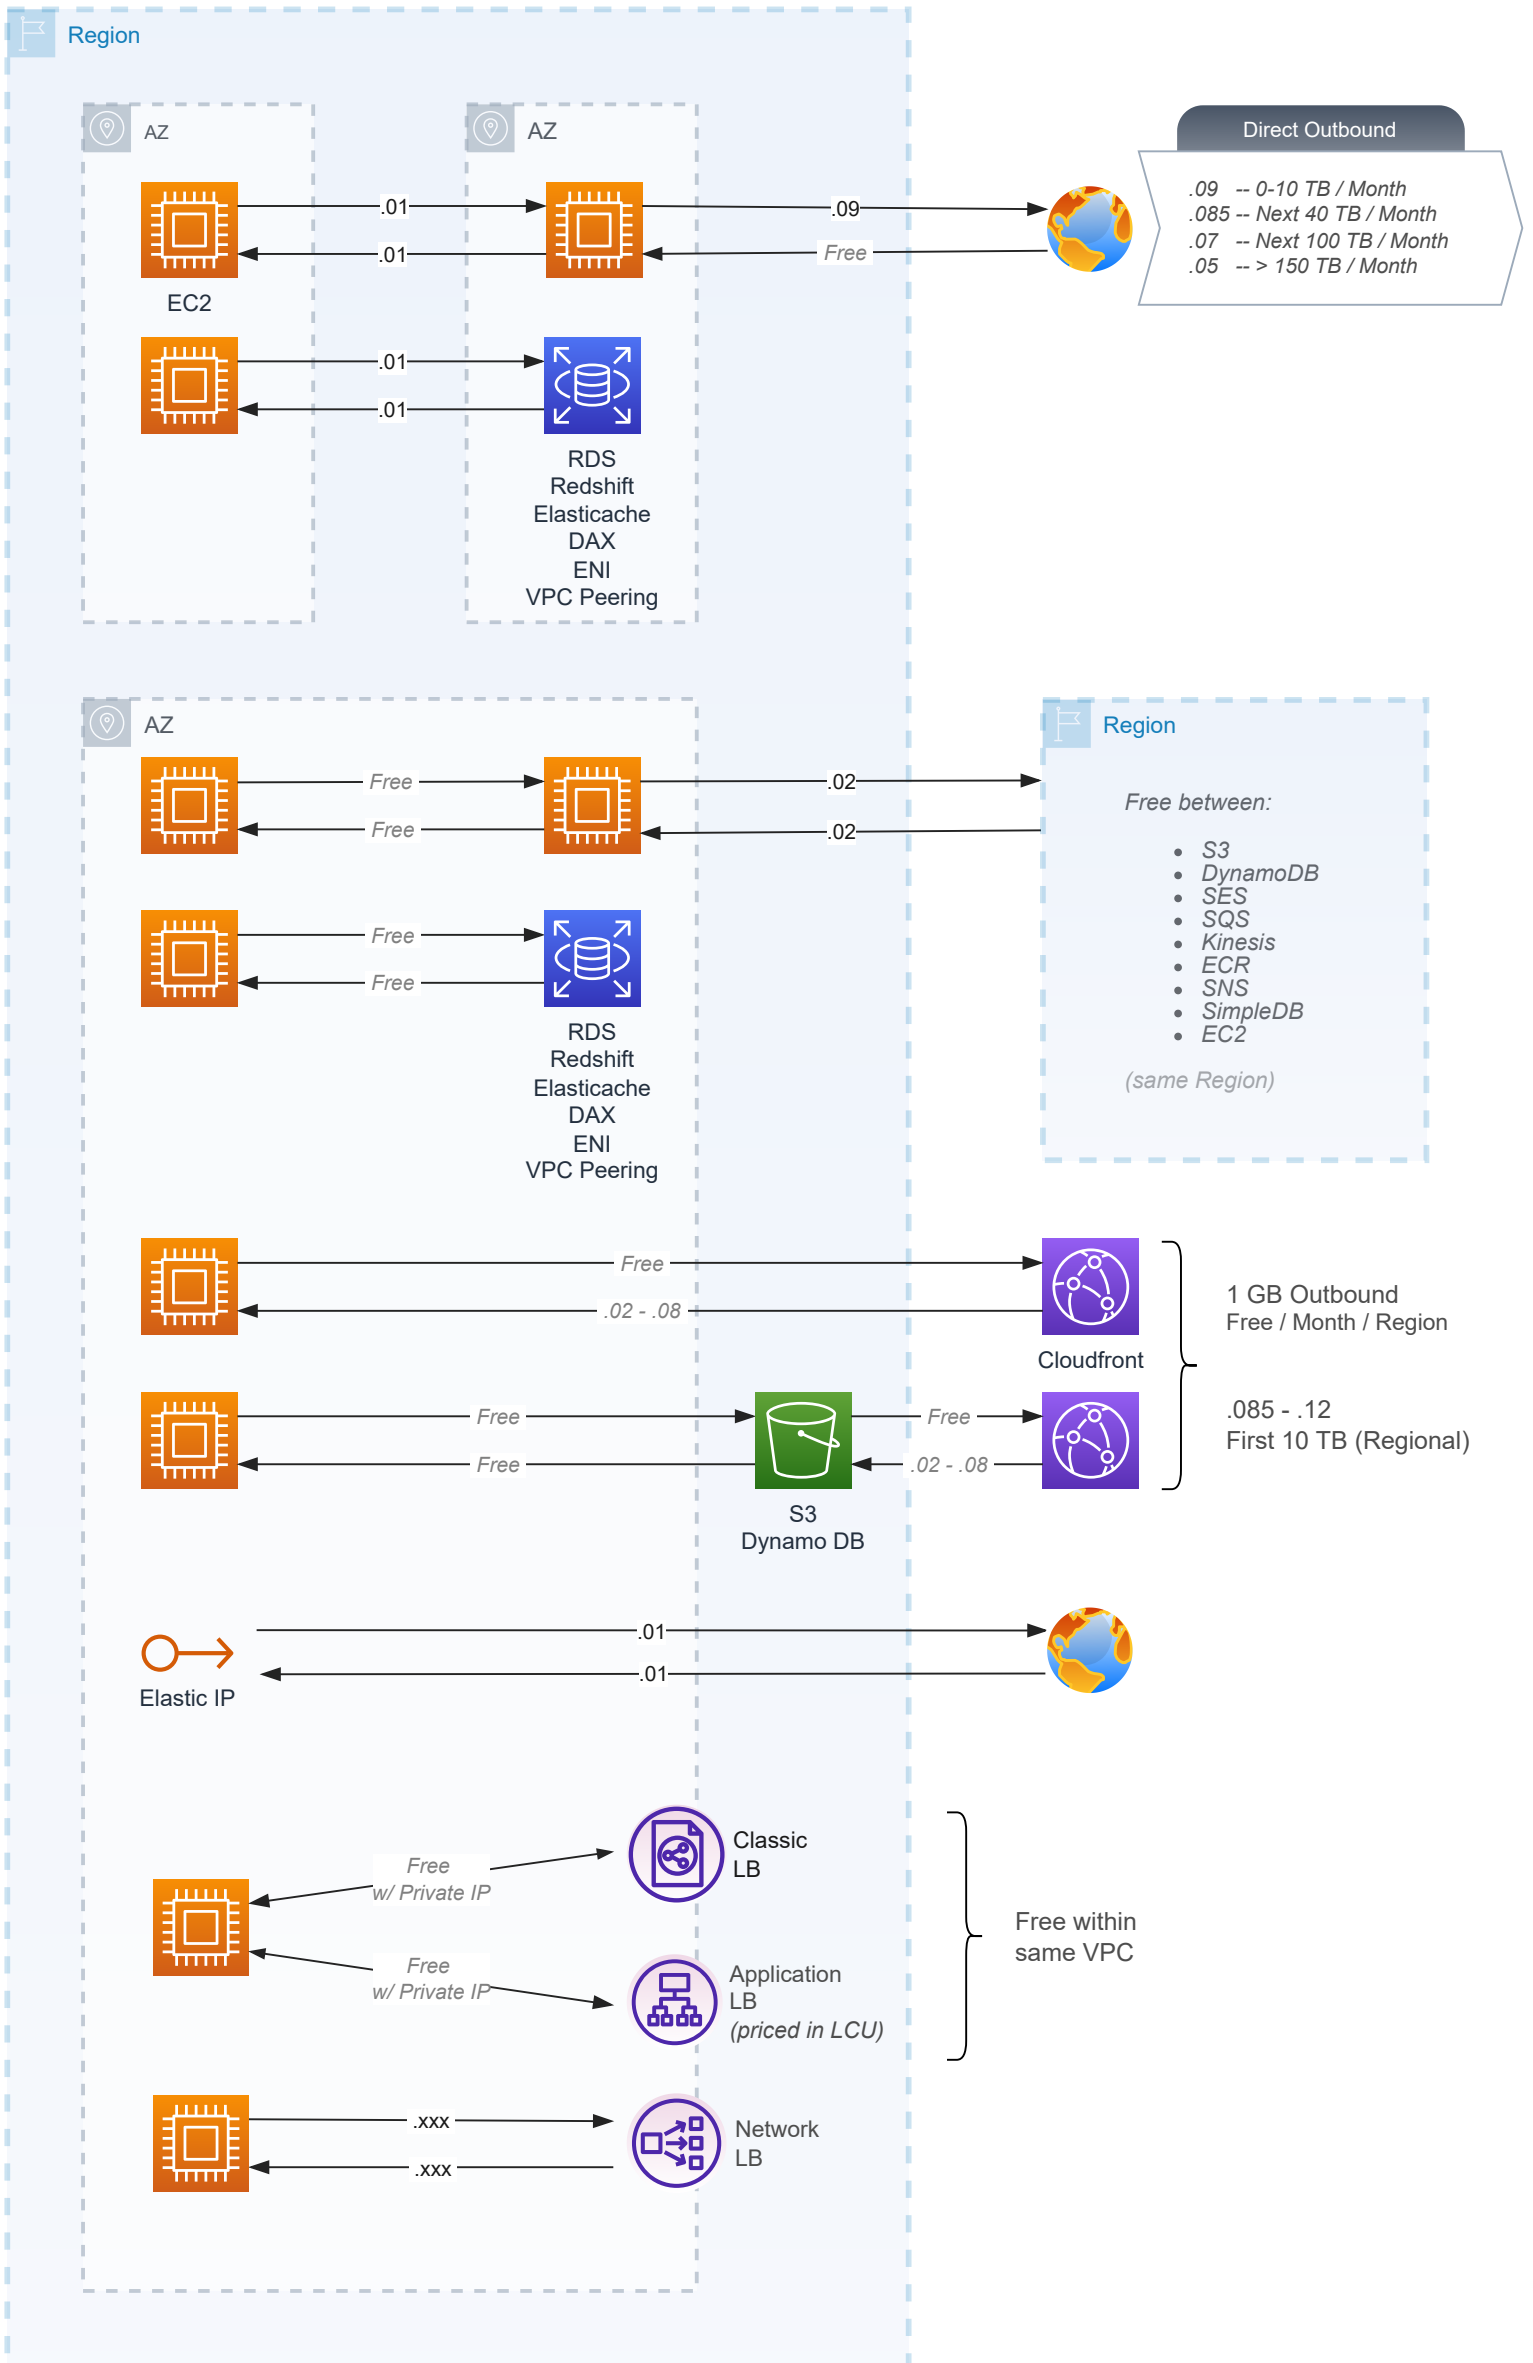 Region
AZ
AZ
Direct Outbound
.09 -- 0-10 TB / Month
.085 -- Next 40 TB / Month
.07 -- Next 100 TB / Month
.05 -- > 150 TB / Month
.01
.09
.01
Free
EC2
.01
.01
RDS
Redshift
Elasticache
DAX
ENI
VPC Peering
AZ
Region
Free
.02
Free
.02
Free between:
S3
DynamoDB
SES
SQS
Kinesis
ECR
SNS
SimpleDB
EC2
(same Region)
Free
Free
RDS
Redshift
Elasticache
DAX
ENI
VPC Peering
Free
.02 - .08
Cloudfront
1 GB Outbound
Free / Month / Region
.085 - .12
First 10 TB (Regional)
Free
Free
Free
.02 - .08
S3
Dynamo DB
.01
.01
Elastic IP
Free
w/ Private IP
Classic
LB
Free
w/ Private IP
Application
LB
(priced in LCU)
Free within
same VPC
.xxx
.xxx
Network
LB